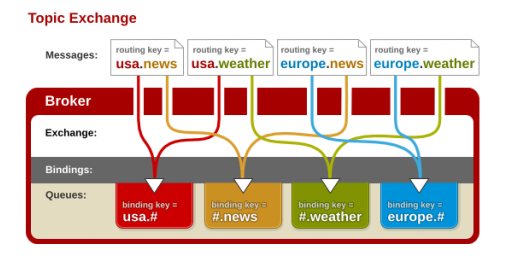 Topic Exchange
Messages:
routing key =
usa.news
routing key =
usa.weather
routing key =
europe.news
routing key =
europe.weather
Broker
Exchange:
Bindings:
Queues:
binding key =
usa.#
binding key =
#.news
binding key =
#.weather
binding key =
europe.#